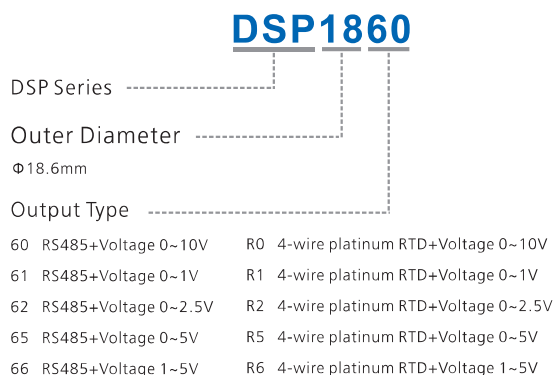 DSP1860
DSP Series
Outer Diameter
Φ18.6mm
Output Type
60 RS485+Voltage 0~10V
R0 4-wire platinum RTD+Voltage 0~10V
61 RS485+Voltage 0~1V
R1 4-wire platinum RTD+Voltage 0~1V
62 RS485+Voltage 0~2.5V
R2 4-wire platinum RTD+Voltage 0~2.5V
65 RS485+Voltage 0~5V
R5 4-wire platinum RTD+Voltage 0~5V
66 RS485+Voltage 1~5V
R6 4-wire platinum RTD+Voltage 1~5V